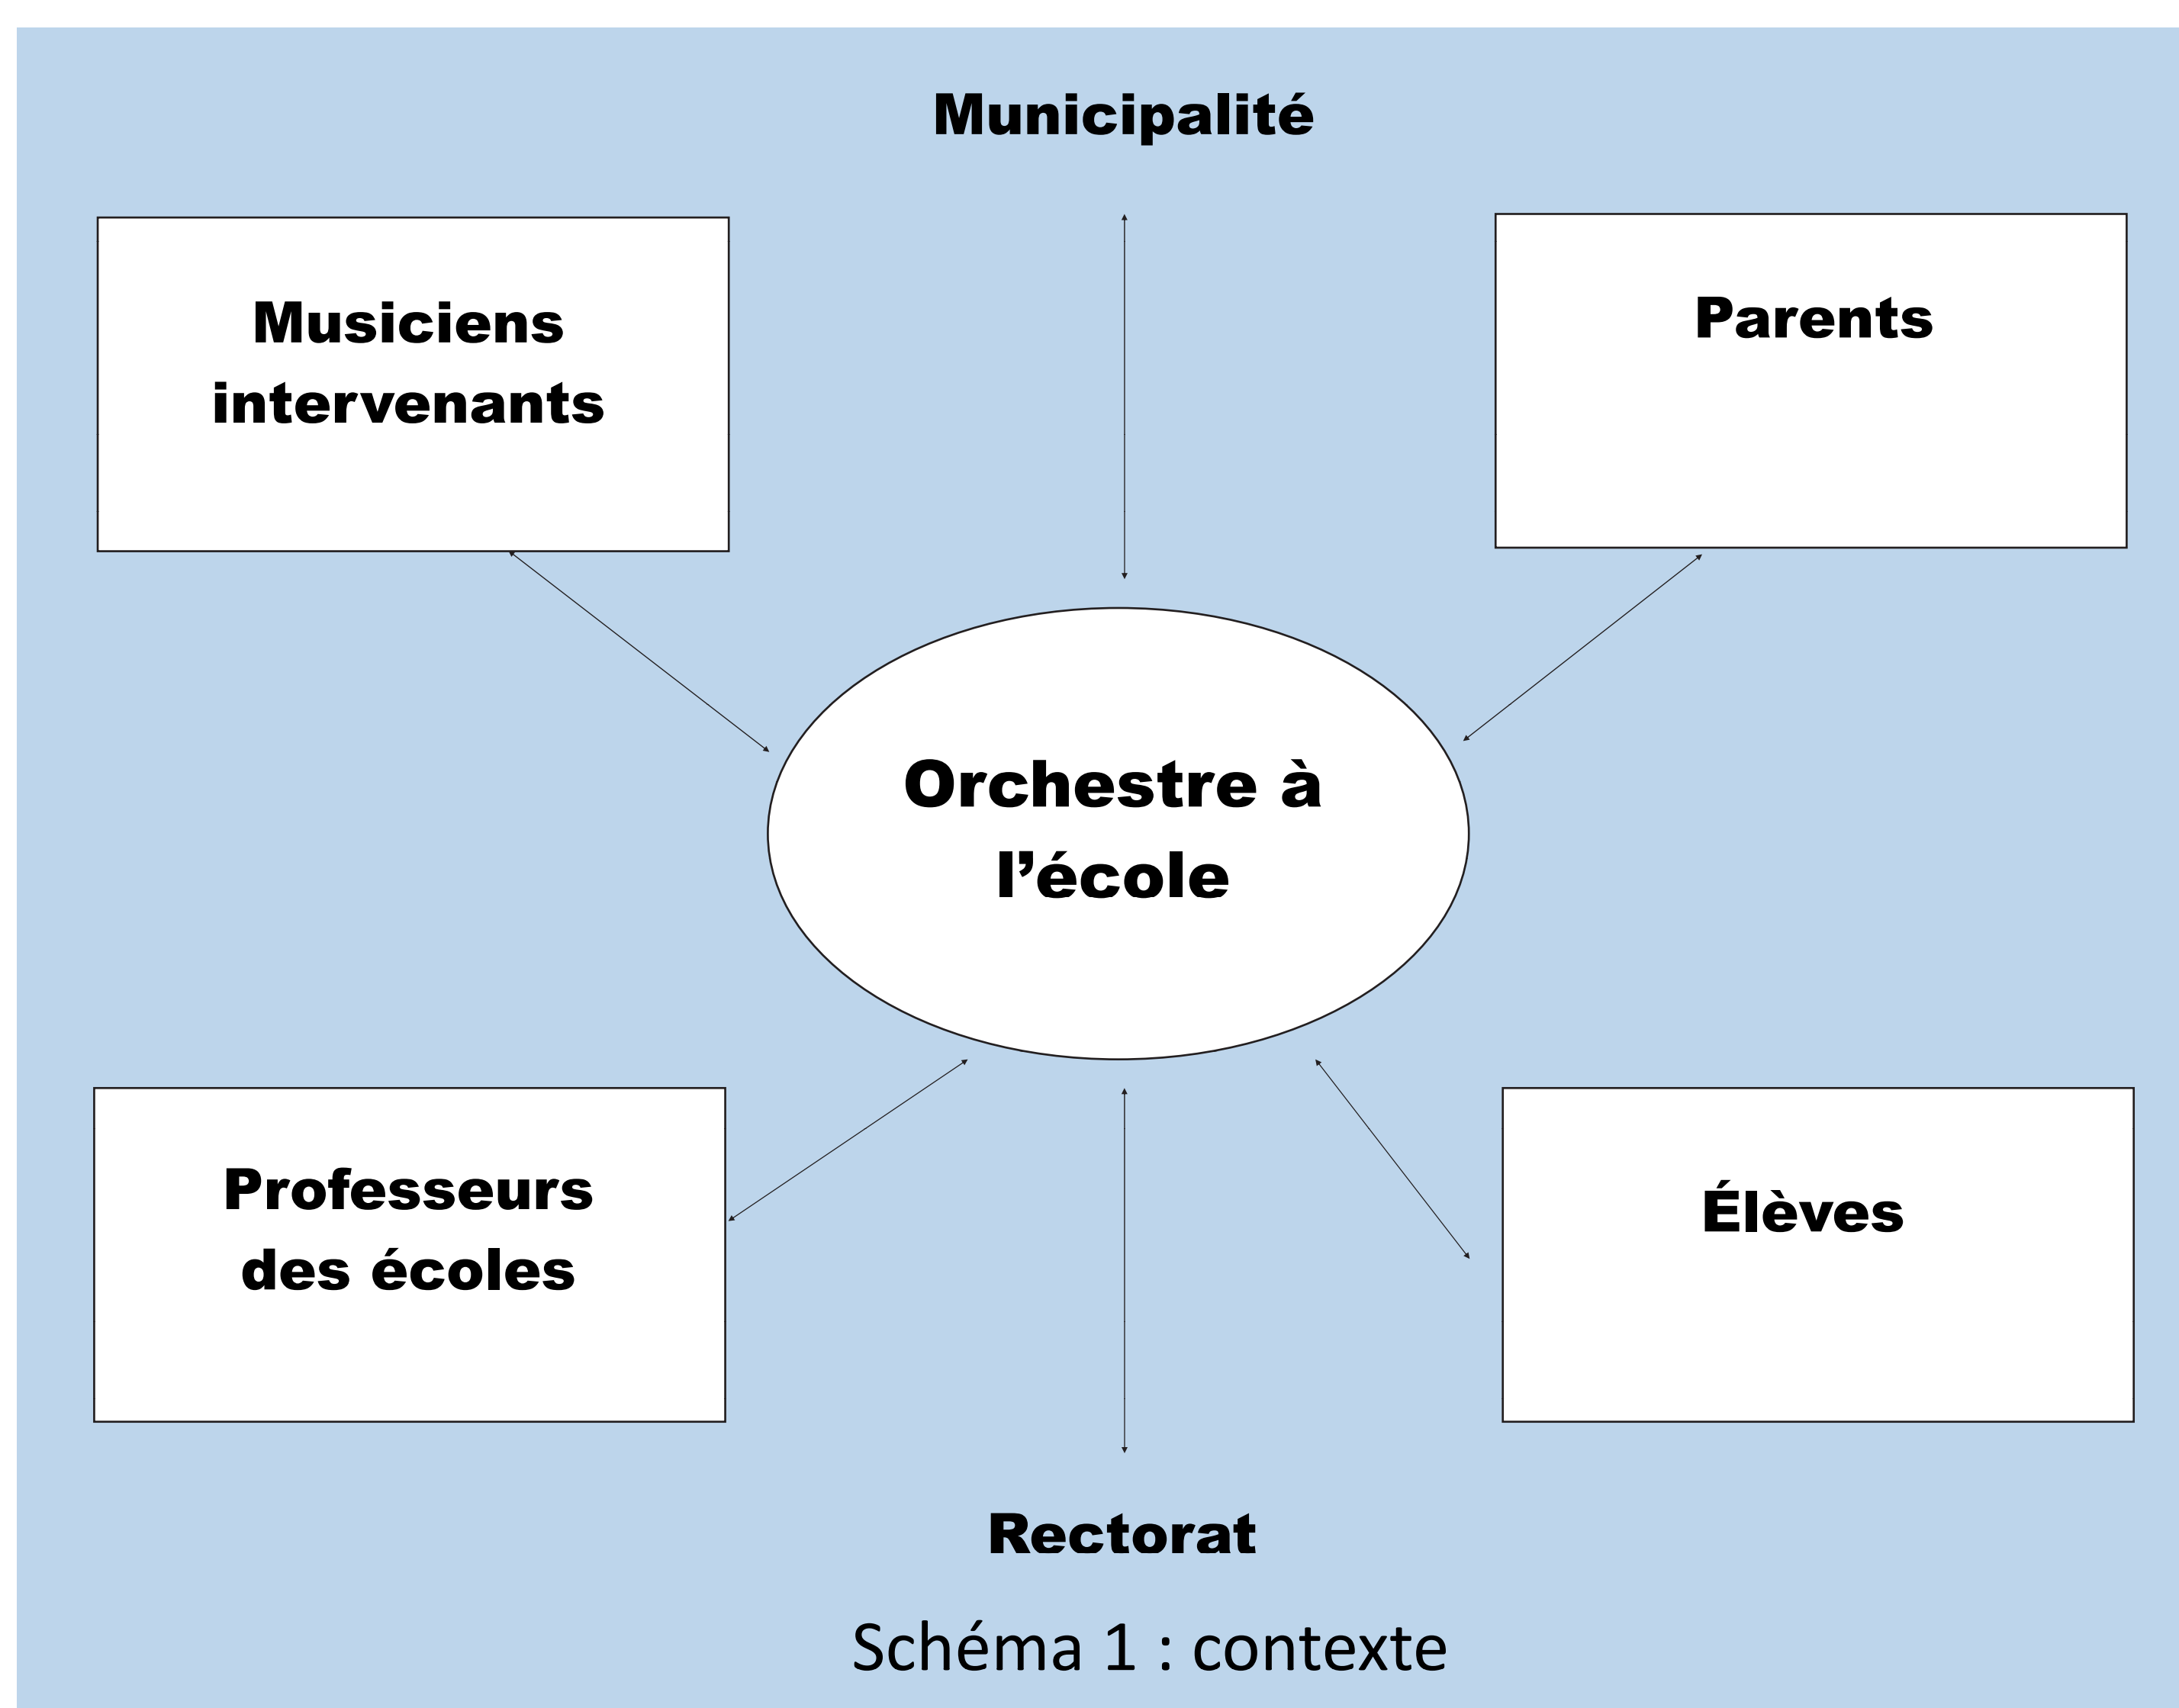 Municipalité
Musiciens
intervenants
Parents
Orchestre à
l’école
Professeurs
des écoles
Élèves
Rectorat
Schéma 1 : contexte